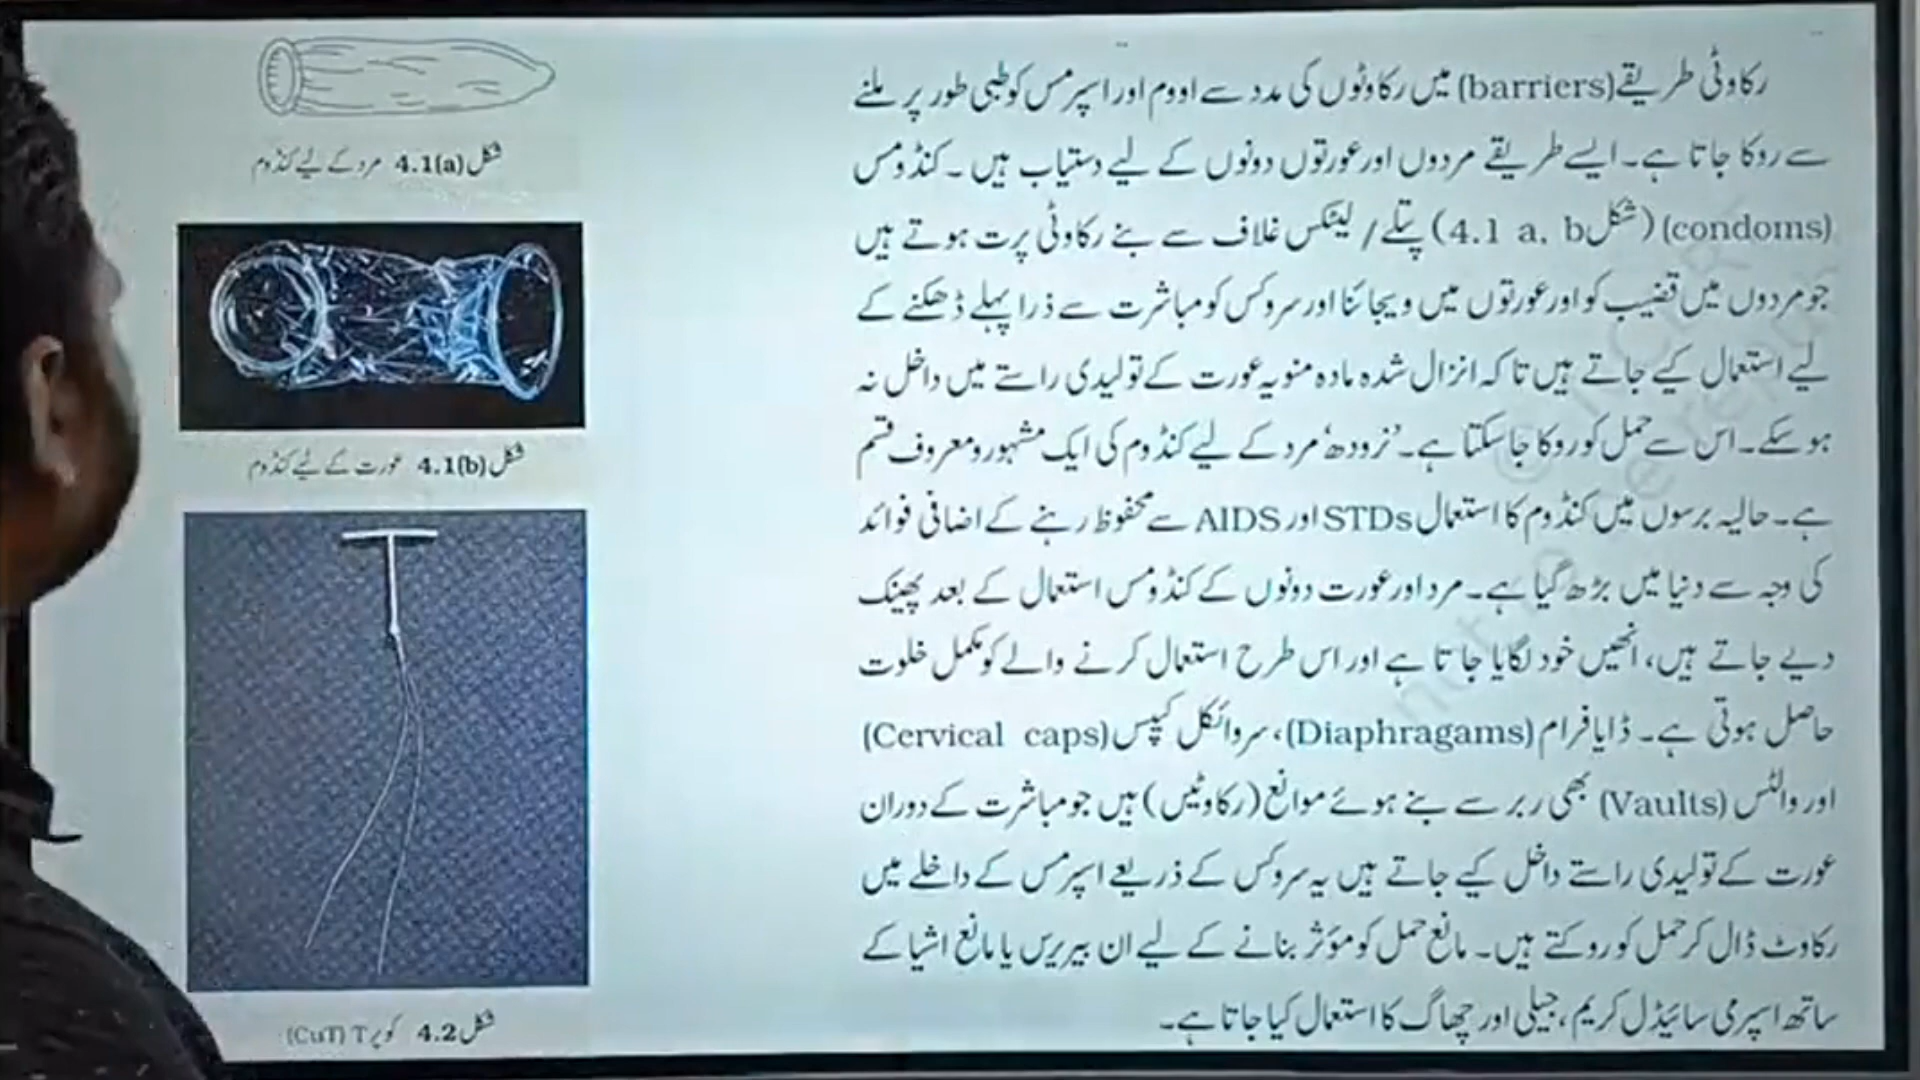 رکاوٹی طریقے (barriers) میں رکاوٹوں کی مدد سے اووم اور اسپرمس کو طبی طور پر ملنے
سے روکا جاتا ہے۔ ایسے طریقے مردوں اور عورتوں دونوں کے لیے دستیاب ہیں ۔ کنڈومس
(condoms) (شکل 4.1 a, b) پتلے/ لیٹکس غلاف سے بنے رکاوٹی پرت ہوتے ہیں
جو مردوں میں قضیب کو اور عورتوں میں ویجائنا اور سروکس کو مباشرت سے ذرا پہلے ڈھکنے کے
لیے استعمال کیے جاتے ہیں تا کہ انزال شدہ مادہ منویہ عورت کے تولیدی راستے میں داخل نہ
ہو سکے۔ اس سے حمل کو روکا جا سکتا ہے۔ 'نرودھ' مرد کے لیے کنڈوم کی ایک مشہور و معروف قسم
ہے۔ حالیہ برسوں میں کنڈوم کا استعمال STDs اور AIDS سے محفوظ رہنے کے اضافی فوائد
کی وجہ سے دنیا میں بڑھ گیا ہے۔ مرد اور عورت دونوں کے کنڈومس استعمال کے بعد پھینک
دیے جاتے ہیں، انھیں خود لگایا جاتا ہے اور اس طرح استعمال کرنے والے کو مکمل خلوت
حاصل ہوتی ہے۔ ڈایافرام (Diaphragams)، سروائکل کیپس (Cervical caps)
اور والٹس (Vaults) بھی ربر سے بنے ہوئے موانع (رکاوٹیں) ہیں جو مباشرت کے دوران
عورت کے تولیدی راستے داخل کیے جاتے ہیں یہ سروکس کے ذریعے اسپرمس کے داخلے میں
رکاوٹ ڈال کر حمل کو روکتے ہیں۔ مانع حمل کو مؤثر بنانے کے لیے ان بیریرس یا مانع اشیا کے
ساتھ اسپرمی سائیڈل کریم، جیلی اور جھاگ کا استعمال کیا جاتا ہے۔
شکل 4.1(a) مرد کے لیے کنڈوم
شکل 4.1(b) عورت کے لیے کنڈوم
شکل 4.2 کوپر T (CuT)